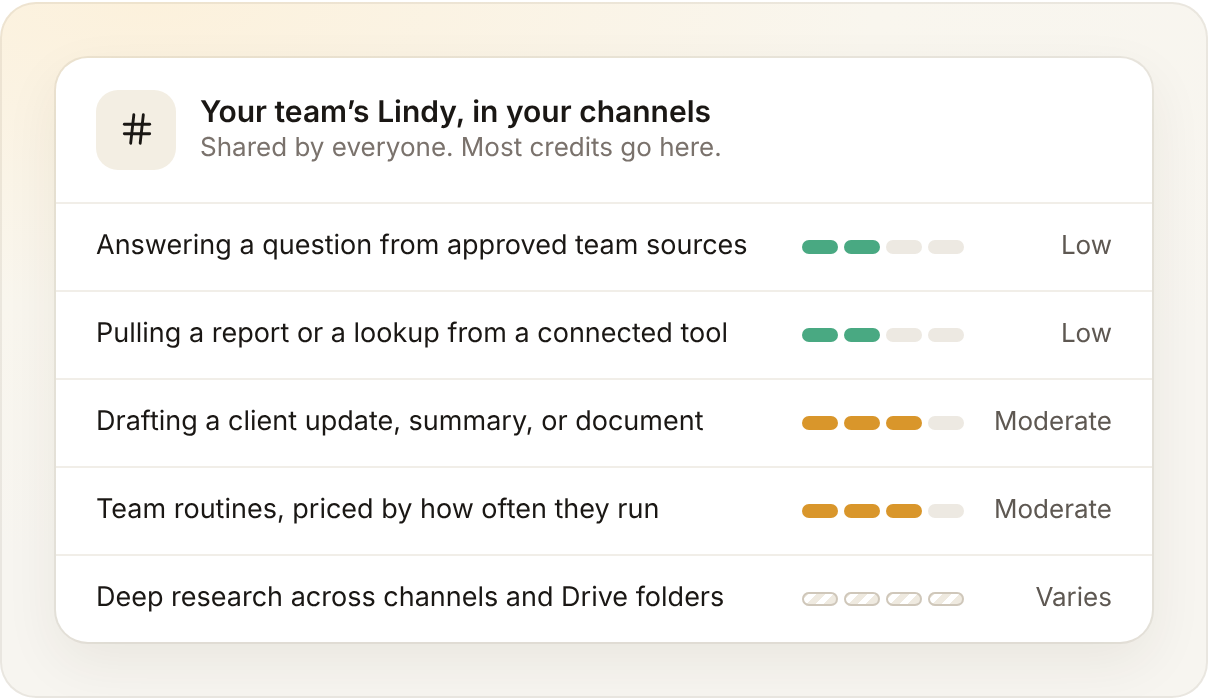 #
Your team’s Lindy, in your channels
Shared by everyone. Most credits go here.
Answering a question from approved team sources Low
Pulling a report or a lookup from a connected tool Low
Drafting a client update, summary, or document Moderate
Team routines, priced by how often they run Moderate
Deep research across channels and Drive folders Varies